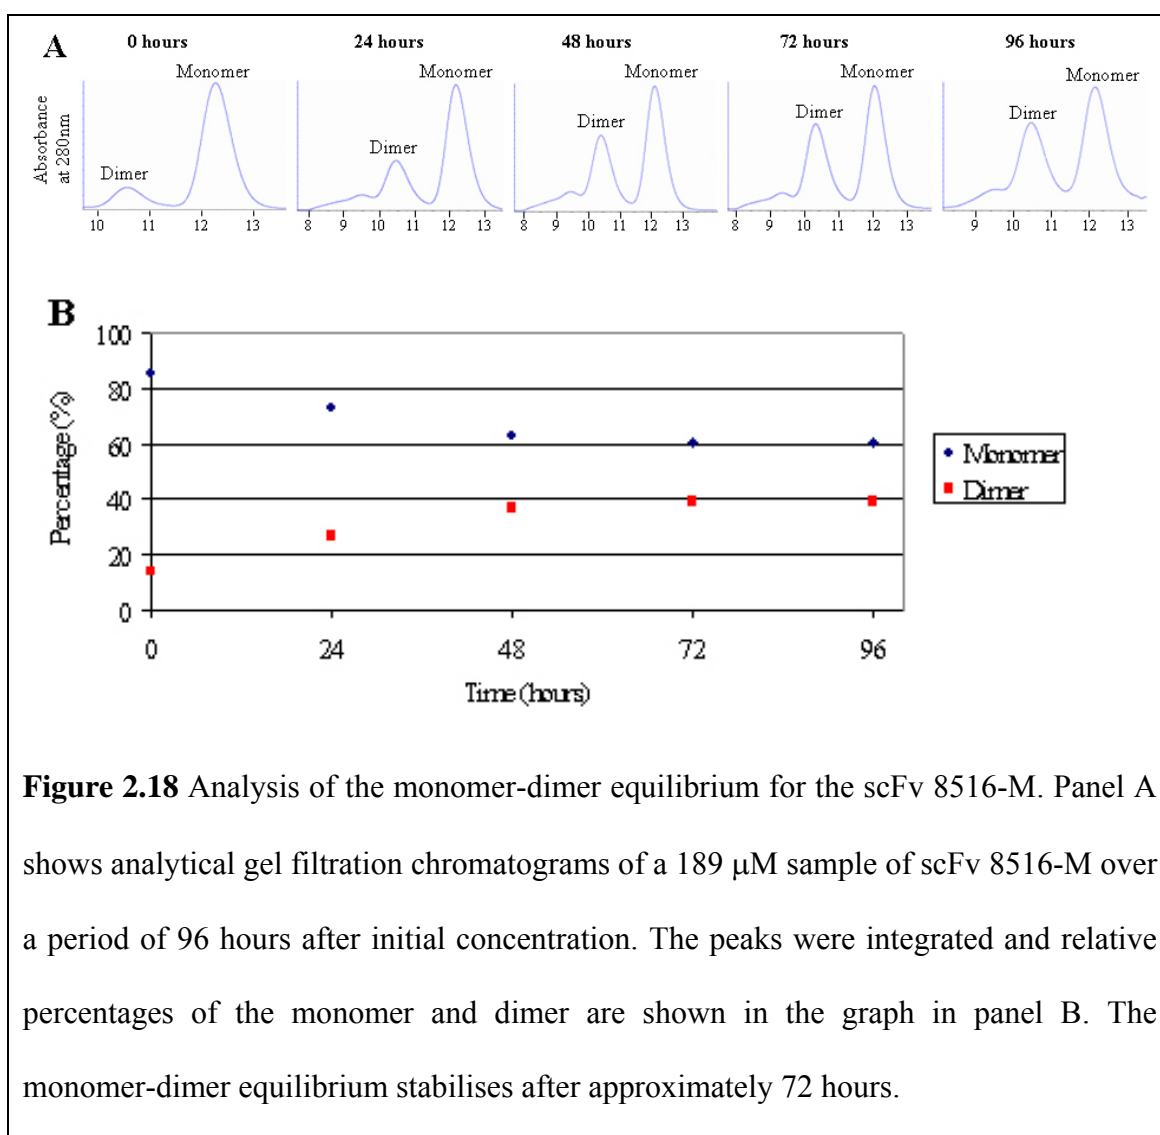 A
0 hours 24 hours 48 hours 72 hours 96 hours
Absorbance
at 280nm
Monomer Monomer Monomer Monomer Monomer
Dimer Dimer Dimer Dimer Dimer
10 11 12 13 8 9 10 11 12 13 8 9 10 11 12 13 8 9 10 11 12 13 9 10 11 12 13
B
Percentage (%)
100
80
60
40
20
0
0 24 48 72 96
Time (hours)
Monomer
Dimer
Figure 2.18 Analysis of the monomer-dimer equilibrium for the scFv 8516-M. Panel A
shows analytical gel filtration chromatograms of a 189 μM sample of scFv 8516-M over
a period of 96 hours after initial concentration. The peaks were integrated and relative
percentages of the monomer and dimer are shown in the graph in panel B. The
monomer-dimer equilibrium stabilises after approximately 72 hours.